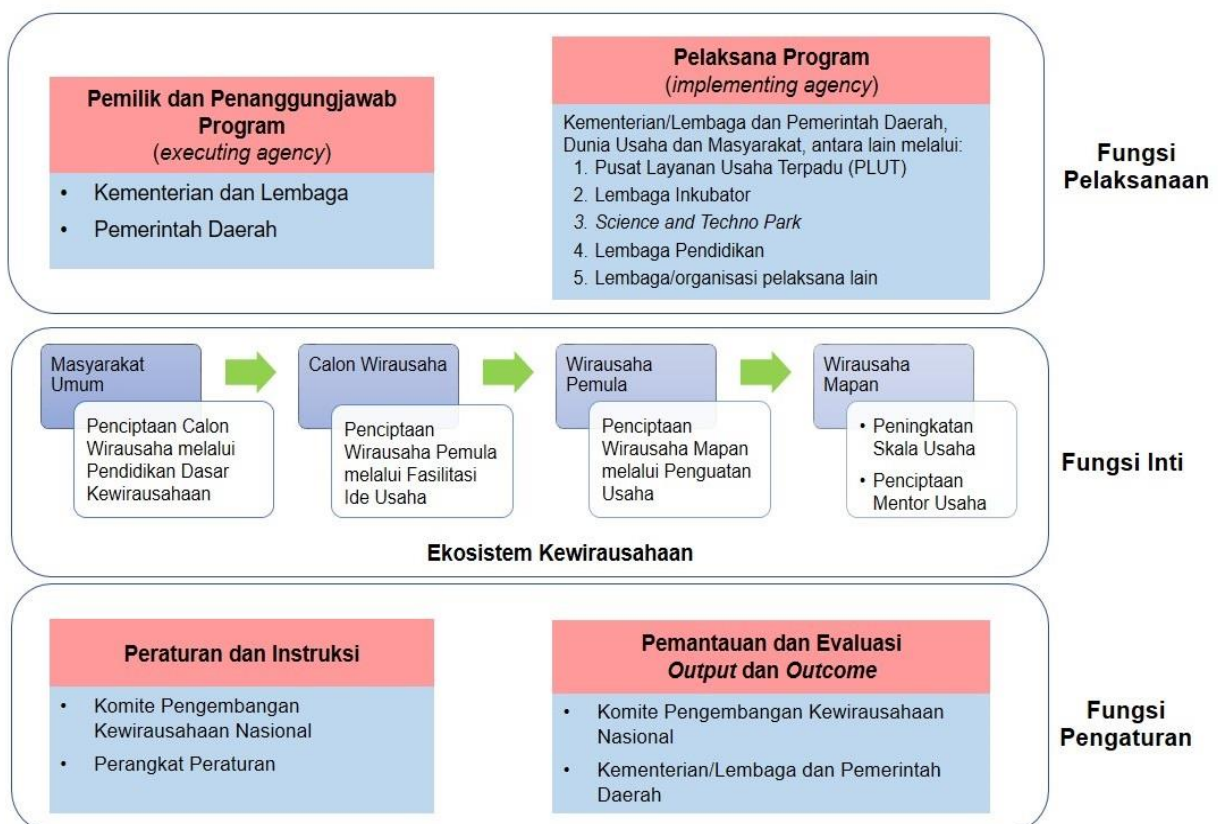 Pemilik dan Penanggungjawab
Program
(executing agency)
• Kementerian dan Lembaga
• Pemerintah Daerah
Pelaksana Program
(implementing agency)
Kementerian/Lembaga dan Pemerintah Daerah,
Dunia Usaha dan Masyarakat, antara lain melalui:
1. Pusat Layanan Usaha Terpadu (PLUT)
2. Lembaga Inkubator
3. Science and Techno Park
4. Lembaga Pendidikan
5. Lembaga/organisasi pelaksana lain
Fungsi
Pelaksanaan
Masyarakat
Umum
Penciptaan Calon
Wirausaha melalui
Pendidikan Dasar
Kewirausahaan
Calon Wirausaha
Penciptaan
Wirausaha Pemula
melalui Fasilitasi
Ide Usaha
Wirausaha
Pemula
Penciptaan
Wirausaha Mapan
melalui Penguatan
Usaha
Wirausaha
Mapan
• Peningkatan
Skala Usaha
• Penciptaan
Mentor Usaha
Ekosistem Kewirausahaan
Fungsi Inti
Peraturan dan Instruksi
• Komite Pengembangan
Kewirausahaan Nasional
• Perangkat Peraturan
Pemantauan dan Evaluasi
Output dan Outcome
• Komite Pengembangan Kewirausahaan
Nasional
• Kementerian/Lembaga dan Pemerintah
Daerah
Fungsi
Pengaturan